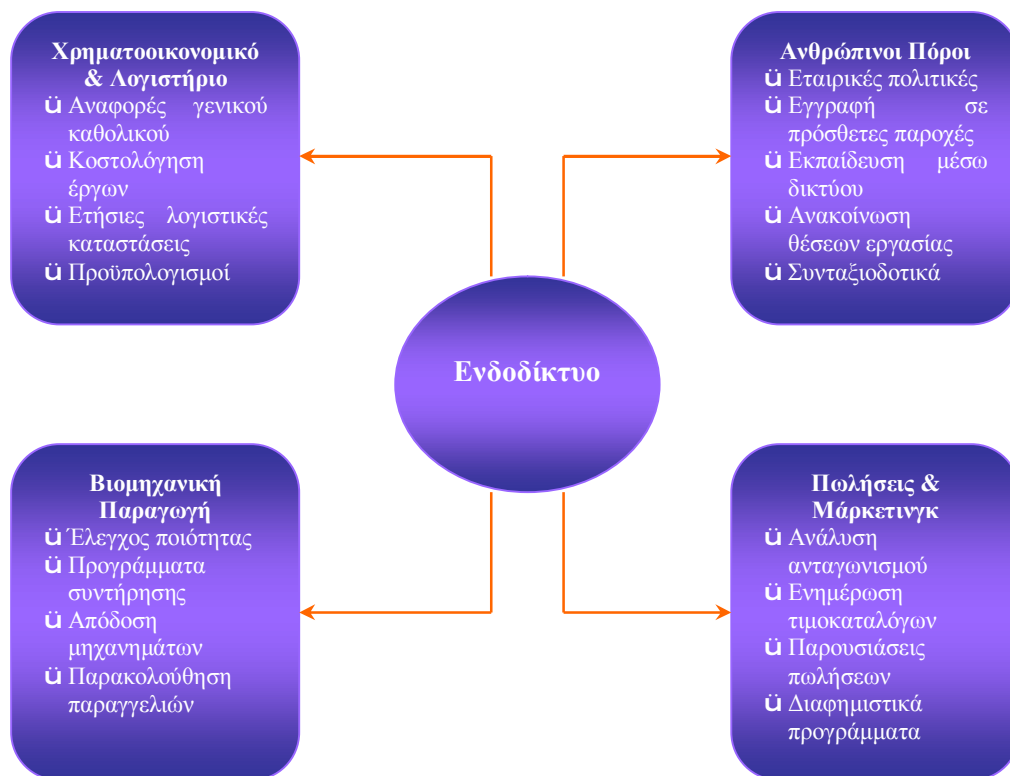 Χρηματοοικονομικό
& Λογιστήριο
ü Αναφορές γενικού
καθολικού
ü Κοστολόγηση
έργων
ü Ετήσιες λογιστικές
καταστάσεις
ü Προϋπολογισμοί
Ανθρώπινοι Πόροι
ü Εταιρικές πολιτικές
ü Εγγραφή σε
πρόσθετες παροχές
ü Εκπαίδευση μέσω
δικτύου
ü Ανακοίνωση
θέσεων εργασίας
ü Συνταξιοδοτικά
Ενδοδίκτυο
Βιομηχανική
Παραγωγή
ü Έλεγχος ποιότητας
ü Προγράμματα
συντήρησης
ü Απόδοση
μηχανημάτων
ü Παρακολούθηση
παραγγελιών
Πωλήσεις &
Μάρκετινγκ
ü Ανάλυση
ανταγωνισμού
ü Ενημέρωση
τιμοκαταλόγων
ü Παρουσιάσεις
πωλήσεων
ü Διαφημιστικά
προγράμματα